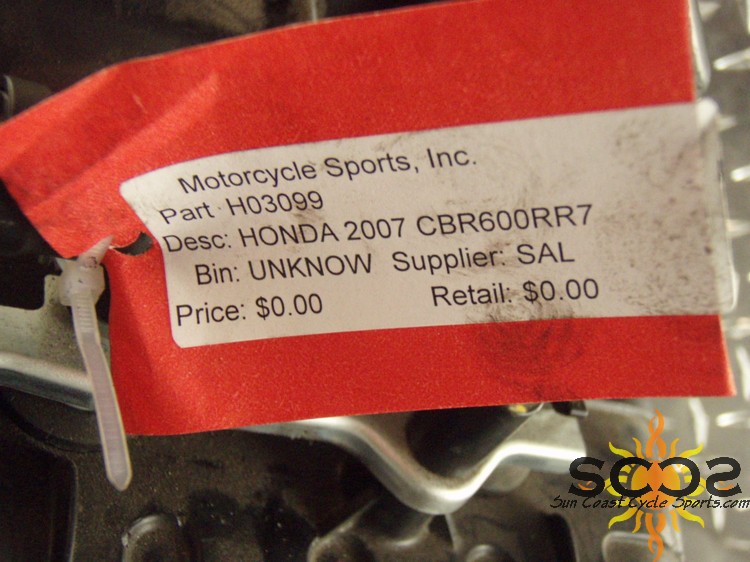 Motorcycle Sports, Inc.
Part H03099
Desc: HONDA 2007 CBR600RR7
Bin: UNKNOW Supplier: SAL
Price: $0.00 Retail: $0.00
SCCS
Sun Coast Cycle Sports.com